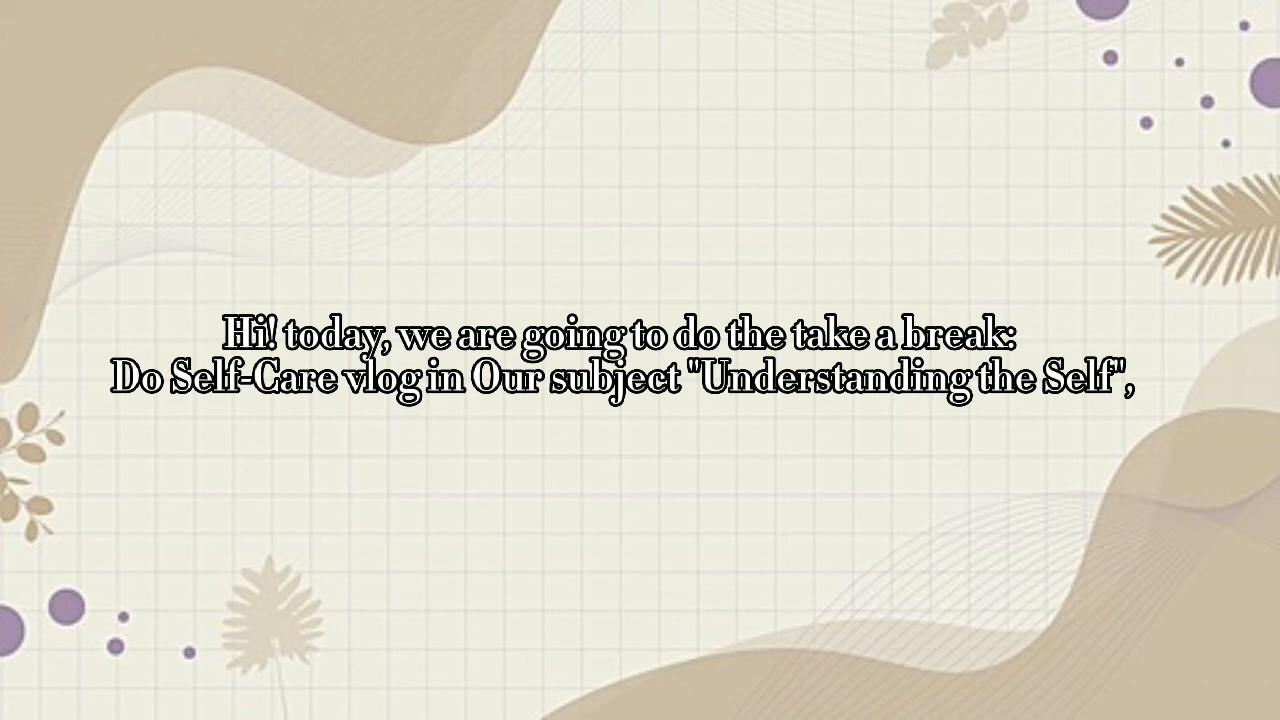 Hi! today, we are going to do the take a break:
Do Self-Care vlog in Our subject "Understanding the Self",